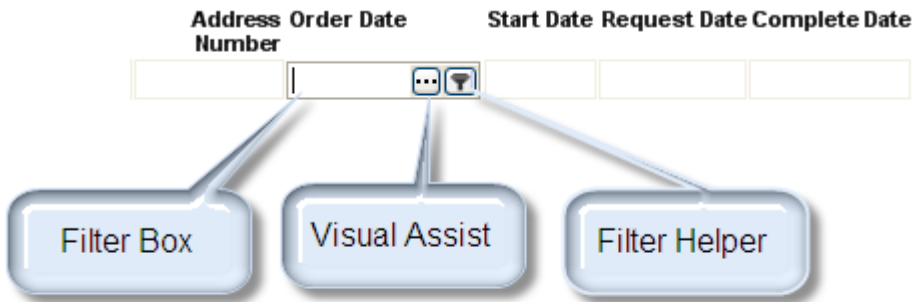 Address Order Date Start Date Request Date Complete Date
Number
Filter Box
Visual Assist
Filter Helper